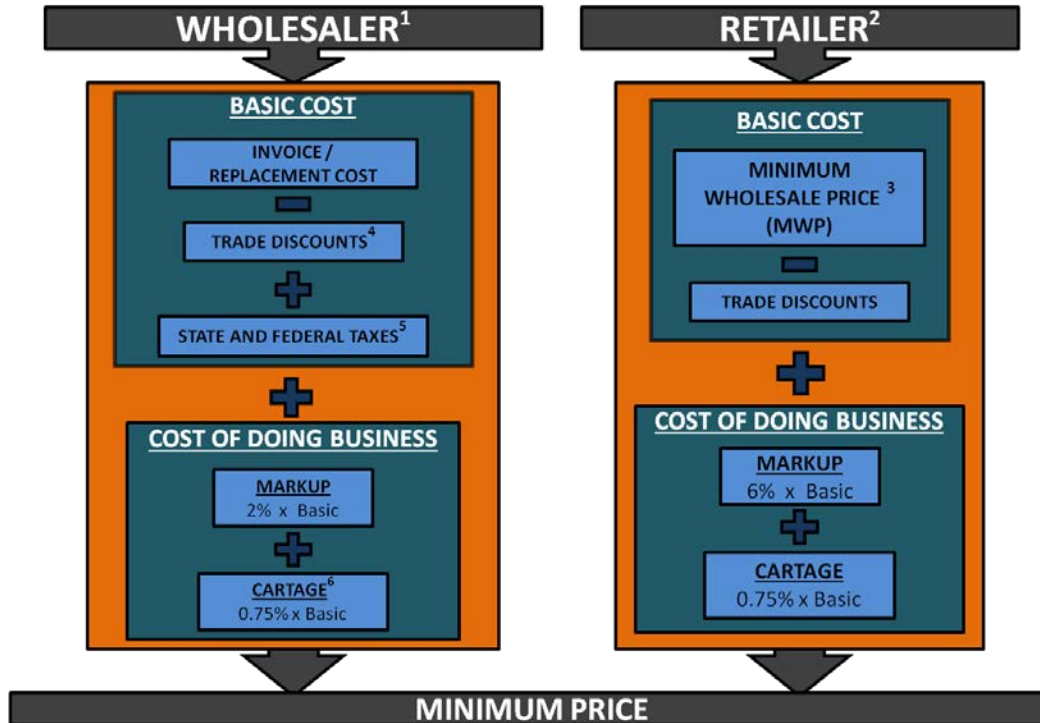 WHOLESALER1
BASIC COST
INVOICE /
REPLACEMENT COST
TRADE DISCOUNTS4
STATE AND FEDERAL TAXES5
COST OF DOING BUSINESS
MARKUP
2% x Basic
CARTAGE6
0.75% x Basic
RETAILER2
BASIC COST
MINIMUM
WHOLESALE PRICE 3
(MWP)
TRADE DISCOUNTS
COST OF DOING BUSINESS
MARKUP
6% x Basic
CARTAGE
0.75% x Basic
MINIMUM PRICE